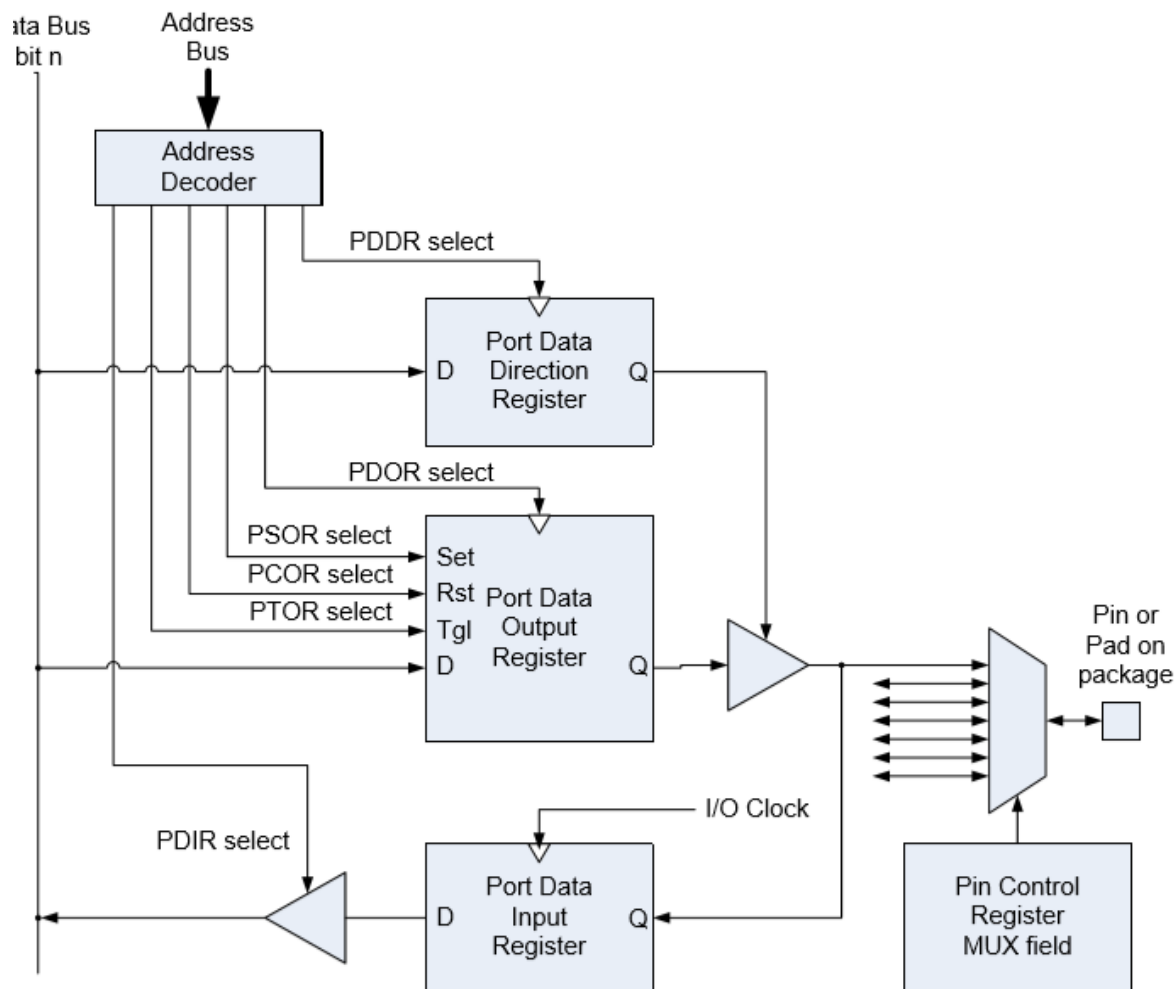 ata Bus
bit n
Address
Bus
Address
Decoder
PDDR select
Port Data
Direction
Register
D
Q
PDOR select
PSOR select
PCOR select
PTOR select
Set
Rst
Tgl
D
Port Data
Output
Register
Q
Pin or
Pad on
package
I/O Clock
PDIR select
Port Data
Input
Register
D
Q
Pin Control
Register
MUX field